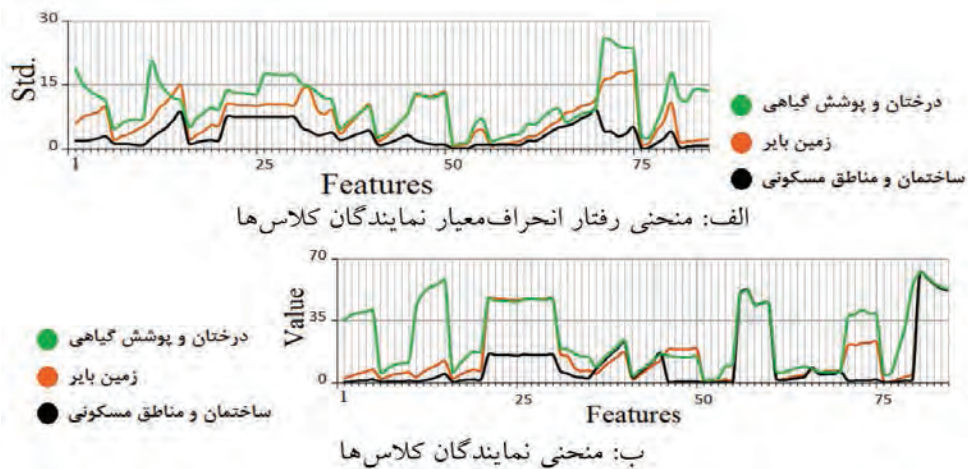 30
15
0
Std.
1
25
50
75
Features
درختان و پوشش گیاهی
زمین بایر
ساختمان و مناطق مسکونی
الف: منحنی رفتار انحراف‌معیار نمایندگان کلاس‌ها
70
35
0
Value
1
25
50
75
Features
درختان و پوشش گیاهی
زمین بایر
ساختمان و مناطق مسکونی
ب: منحنی نمایندگان کلاس‌ها